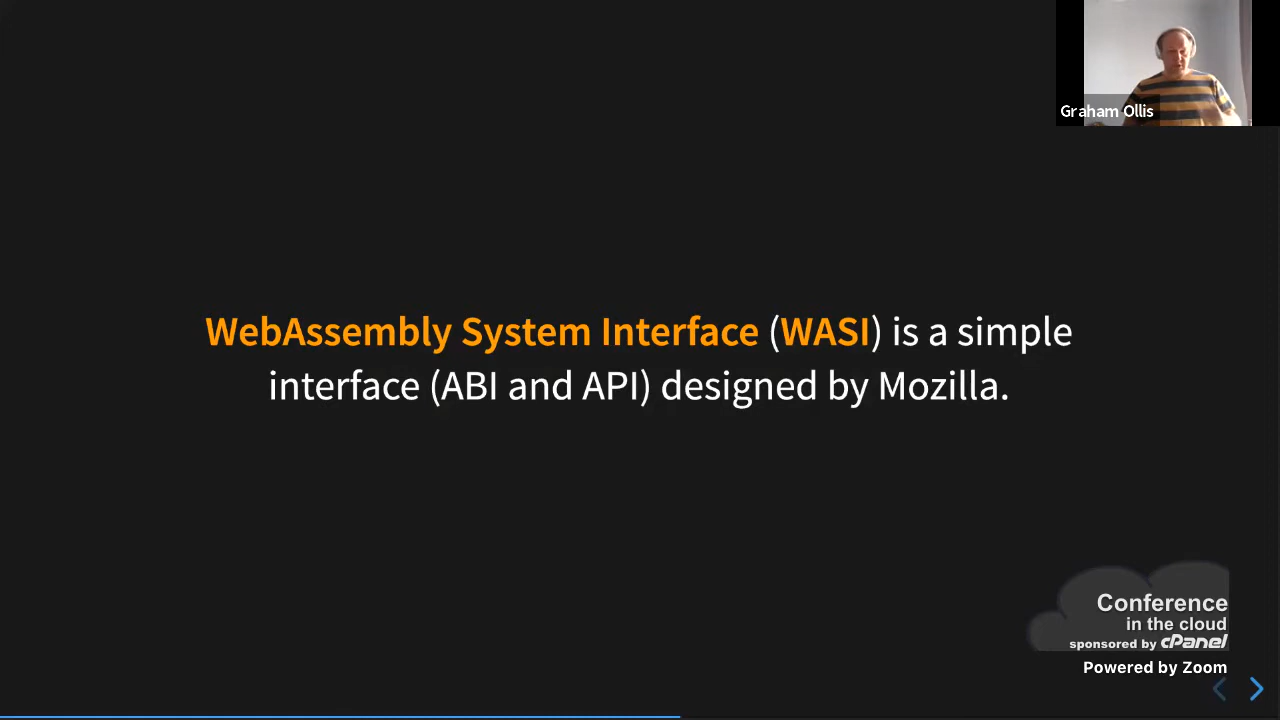 Graham Ollis
WebAssembly System Interface (WASI) is a simple
interface (ABI and API) designed by Mozilla.
Conference
in the cloud
sponsored by cPanel
Powered by Zoom